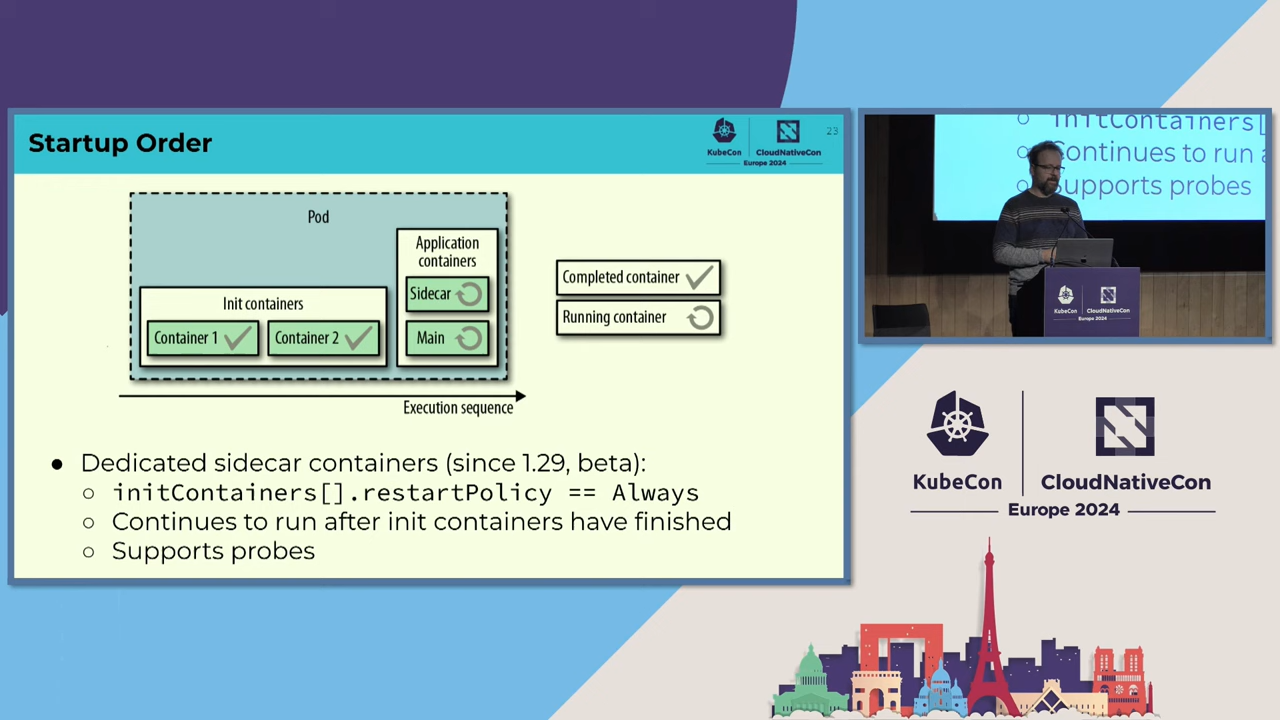 Startup Order
KubeCon
CloudNativeCon
Europe 2024
23
Pod
Application
containers
Sidecar
Main
Init containers
Container 1
Container 2
Execution sequence
Completed container
Running container
● Dedicated sidecar containers (since 1.29, beta):
○ initContainers[].restartPolicy == Always
○ Continues to run after init containers have finished
○ Supports probes
○ initContainers[
○ Continues to run a
○ Supports probes
KubeCon
CloudNativeCon
Europe 2024
KubeCon
CloudNativeCon
Europe 2024